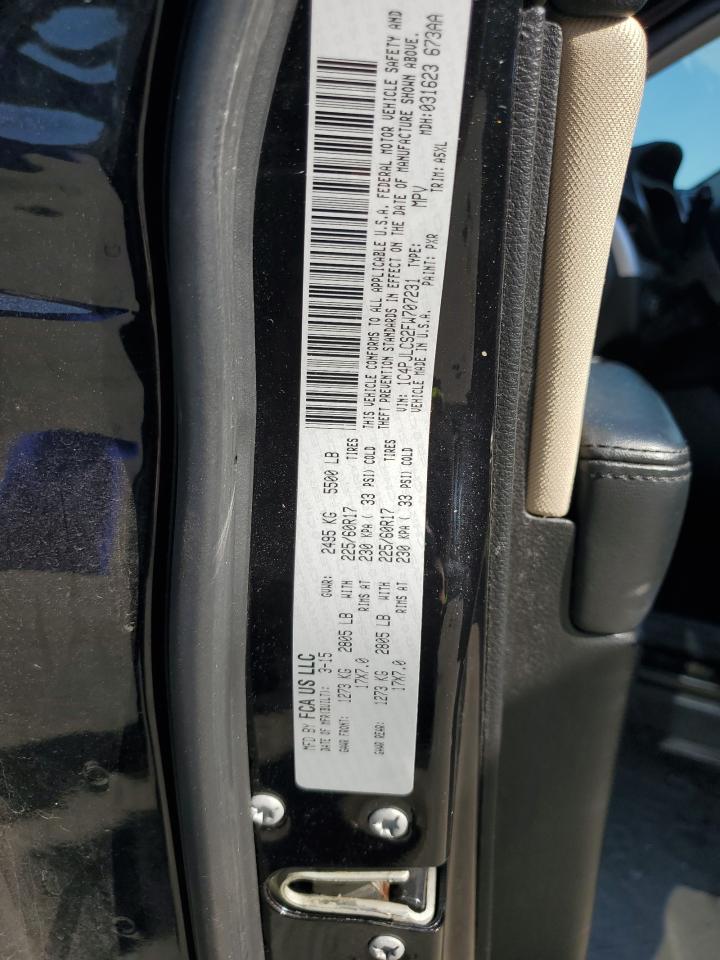 MFD BY FCA US LLC
DATE OF MFR(BUILT): 3-15 GVWR: 2495 KG 5500 LB
GAWR FRONT: 1273 KG 2805 LB WITH 225/60R17 TIRES
17X7.0 RIMS AT 230 KPA ( 33 PSI) COLD
GAWR REAR: 1273 KG 2805 LB WITH 225/60R17 TIRES
17X7.0 RIMS AT 230 KPA ( 33 PSI) COLD
THIS VEHICLE CONFORMS TO ALL APPLICABLE U.S.A. FEDERAL MOTOR VEHICLE SAFETY AND
THEFT PREVENTION STANDARDS IN EFFECT ON THE DATE OF MANUFACTURE SHOWN ABOVE.
VIN: 1C4PJLCS2FW707231 TYPE: MPV MDH:031623 673AA
VEHICLE MADE IN U.S.A. PAINT: PXR TRIM: A5XL